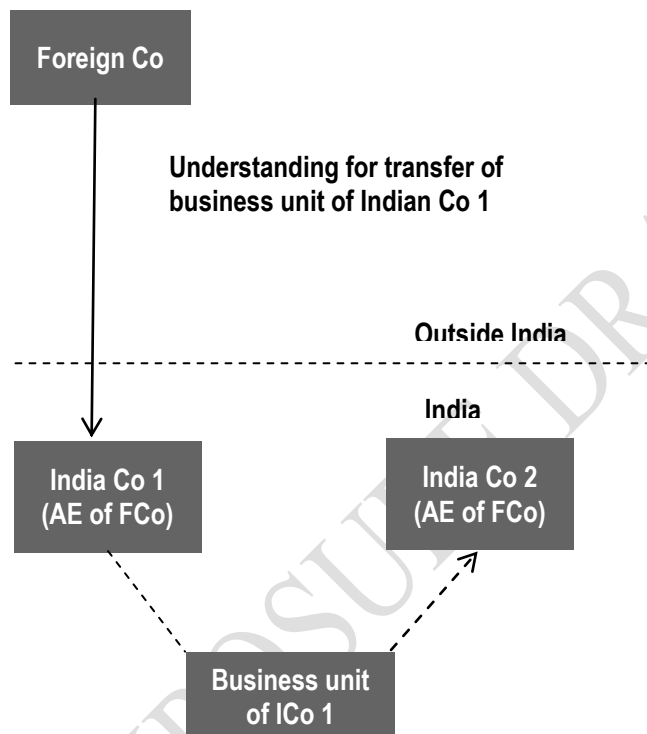 Foreign Co
Understanding for transfer of
business unit of Indian Co 1
Outside India
India
India Co 1
(AE of FCo)
India Co 2
(AE of FCo)
Business unit
of ICo 1